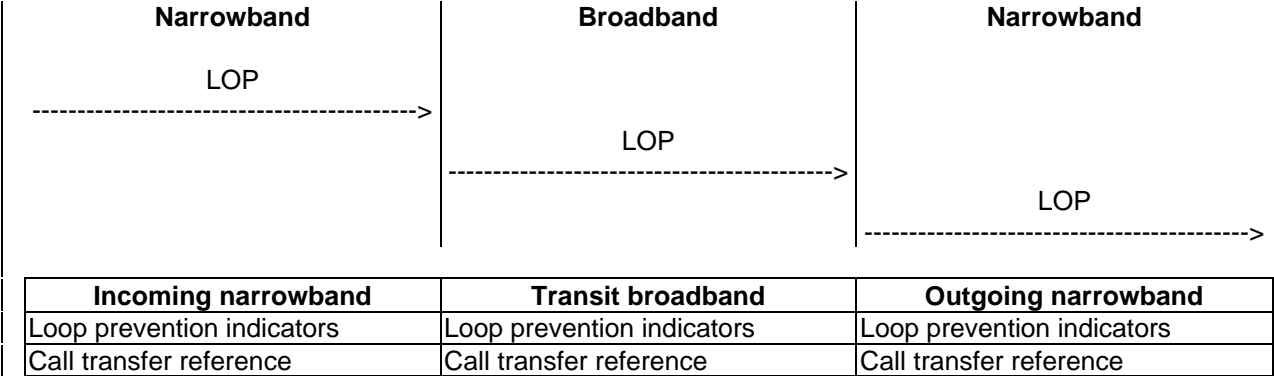 Narrowband Broadband Narrowband
LOP
----------------------------------------->
LOP
----------------------------------------->
LOP
----------------------------------------->
Incoming narrowband Transit broadband Outgoing narrowband
Loop prevention indicators Loop prevention indicators Loop prevention indicators
Call transfer reference Call transfer reference Call transfer reference